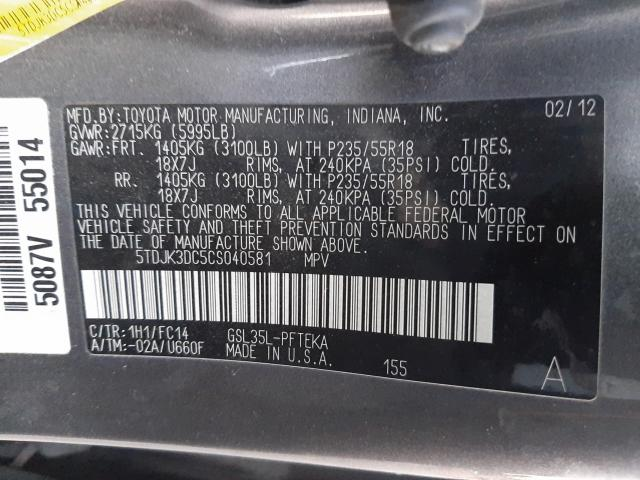 MFD.BY:TOYOTA MOTOR MANUFACTURING, INDIANA, INC. 02/12
GVWR:2715KG (5995LB)
GAWR:FRT. 1405KG (3100LB) WITH P235/55R18 TIRES,
18X7J RIMS, AT 240KPA (35PSI) COLD.
RR. 1405KG (3100LB) WITH P235/55R18 TIRES,
18X7J RIMS, AT 240KPA (35PSI) COLD.
THIS VEHICLE CONFORMS TO ALL APPLICABLE FEDERAL MOTOR
VEHICLE SAFETY AND THEFT PREVENTION STANDARDS IN EFFECT ON
THE DATE OF MANUFACTURE SHOWN ABOVE.
5TDJK3DC5CS040581 MPV
C/TR:1H1/FC14 GSL35L-PFTEKA
A/TM:-02A/U660F MADE IN U.S.A. 155 A
5087V 55014